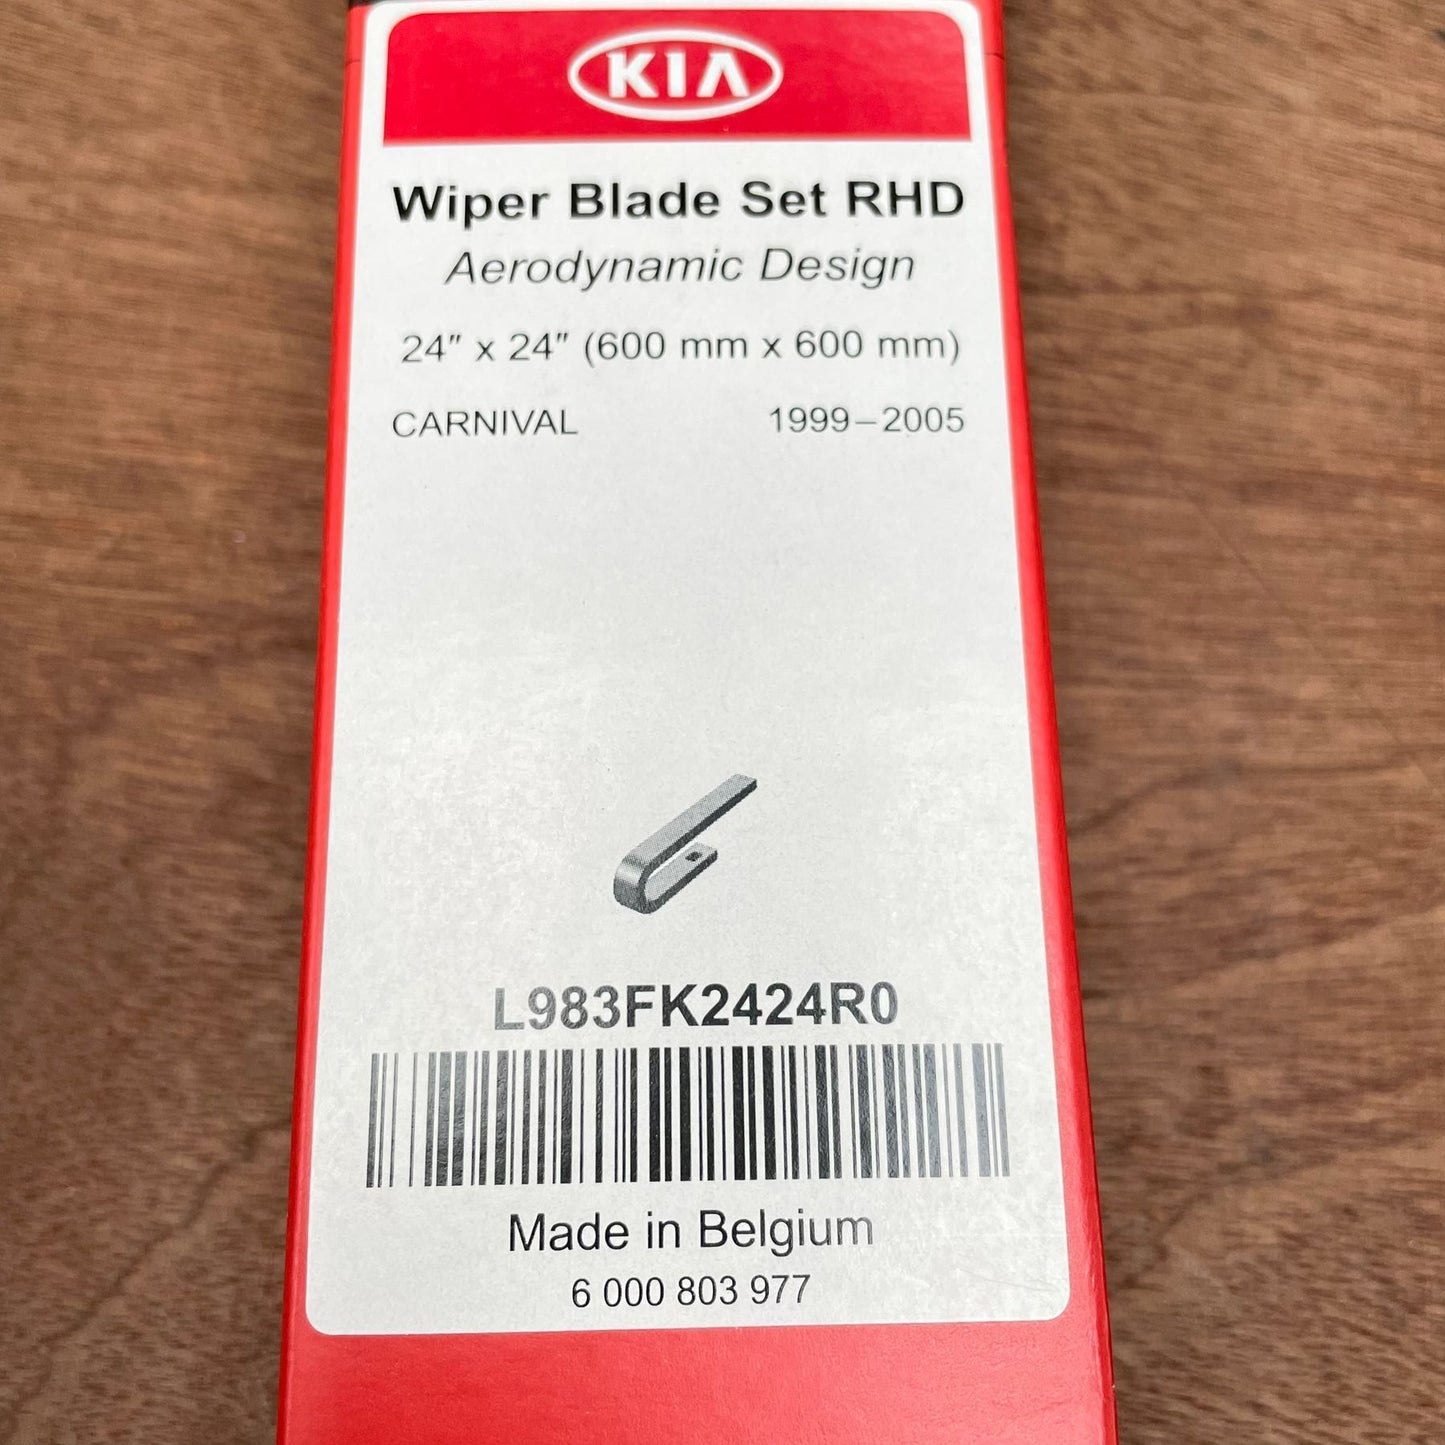 KIA
Wiper Blade Set RHD
Aerodynamic Design
24" x 24" (600 mm x 600 mm)
CARNIVAL 1999–2005
L983FK2424R0
Made in Belgium
6 000 803 977